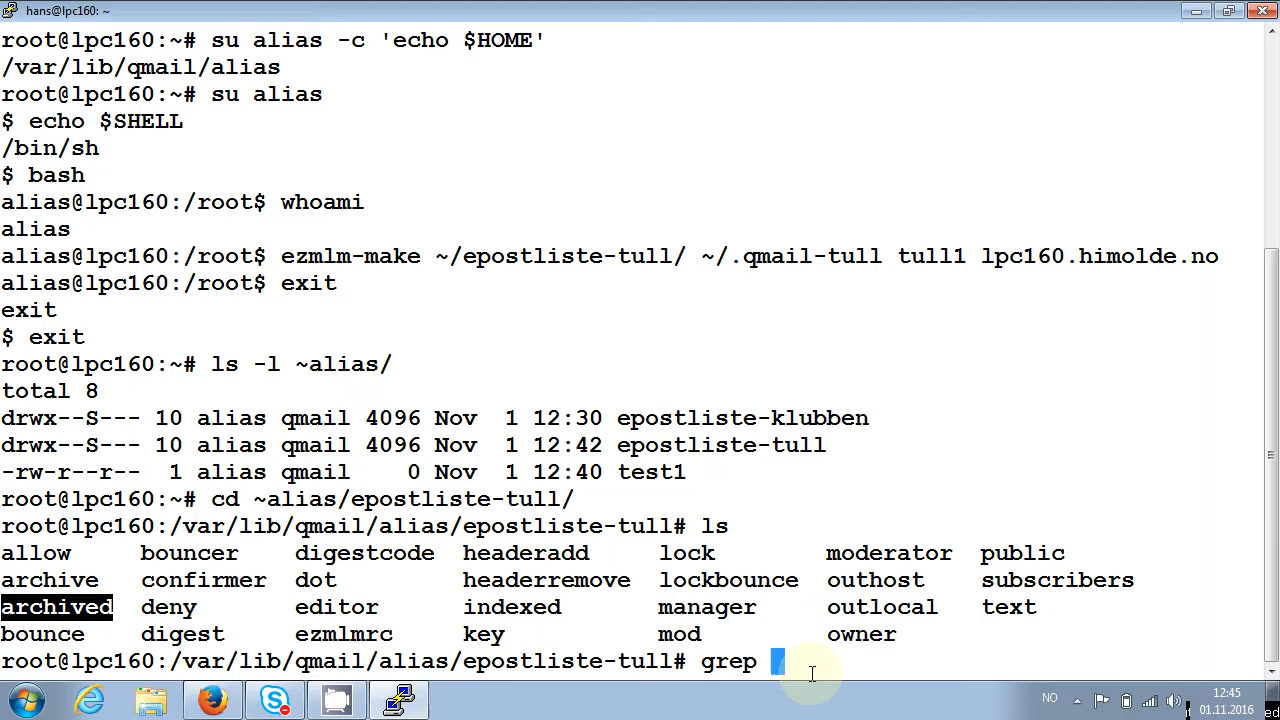 hans@lpc160: ~
root@lpc160:~# su alias -c 'echo $HOME'
/var/lib/qmail/alias
root@lpc160:~# su alias
$ echo $SHELL
/bin/sh
$ bash
alias@lpc160:/root$ whoami
alias
alias@lpc160:/root$ ezmlm-make ~/epostliste-tull/ ~/.qmail-tull tull1 lpc160.himolde.no
alias@lpc160:/root$ exit
exit
$ exit
root@lpc160:~# ls -l ~alias/
total 8
drwx--S--- 10 alias qmail 4096 Nov  1 12:30 epostliste-klubben
drwx--S--- 10 alias qmail 4096 Nov  1 12:42 epostliste-tull
-rw-r--r--  1 alias qmail    0 Nov  1 12:40 test1
root@lpc160:~# cd ~alias/epostliste-tull/
root@lpc160:/var/lib/qmail/alias/epostliste-tull# ls
allow     bouncer    digestcode  headeradd     lock        moderator  public
archive   confirmer  dot         headerremove  lockbounce  outhost    subscribers
archived  deny       editor      indexed       manager     outlocal   text
bounce    digest     ezmlmrc     key           mod         owner
root@lpc160:/var/lib/qmail/alias/epostliste-tull# grep
NO
12:45
01.11.2016